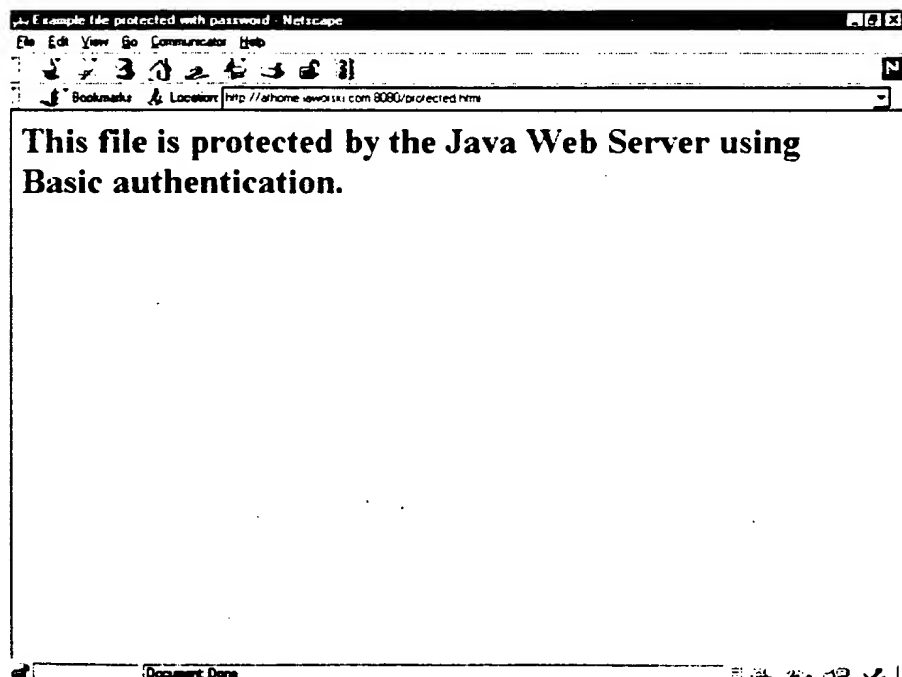 Example file protected with password - Netscape
File Edit View Go Communicator Help
N
Bookmarks Location: http://athome.jaworski.com:8080/protected.html
This file is protected by the Java Web Server using
Basic authentication.
Document: Done